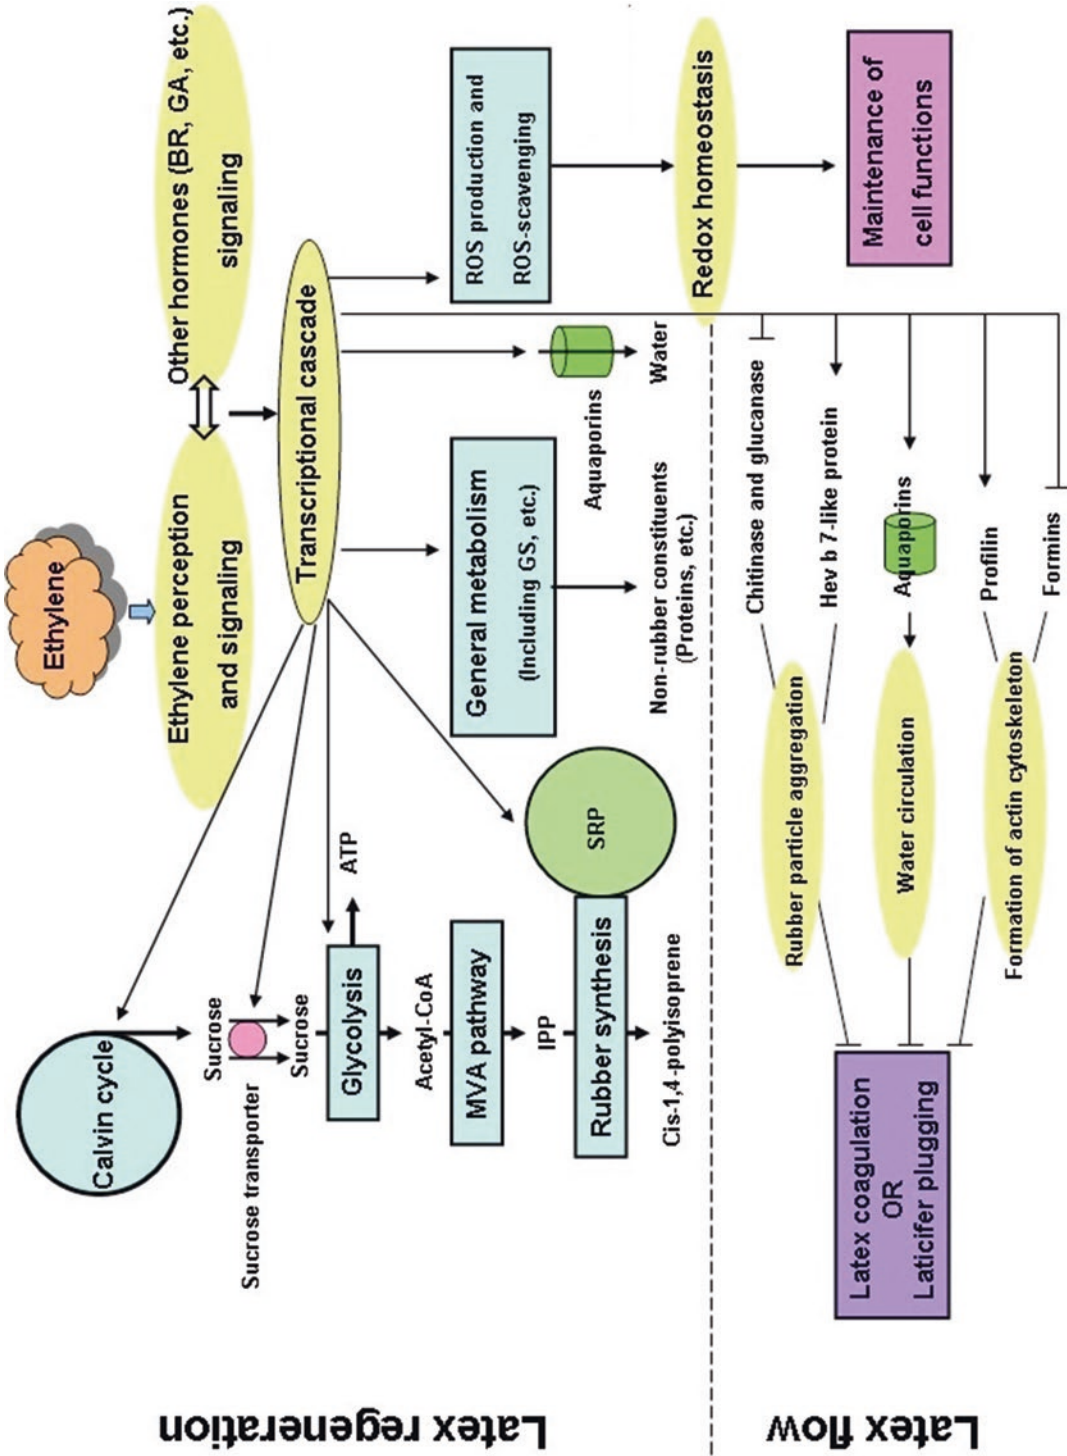 Ethylene
Ethylene perception
and signaling
Other hormones (BR, GA, etc.)
signaling
Transcriptional cascade
Calvin cycle
Sucrose
Sucrose transporter
Sucrose
Glycolysis
ATP
Acetyl-CoA
MVA pathway
IPP
Rubber synthesis
SRP
Cis-1,4-polyisoprene
General metabolism
(Including GS, etc.)
Non-rubber constituents
(Proteins, etc.)
Aquaporins
Water
ROS production and
ROS-scavenging
Redox homeostasis
Maintenance of
cell functions
Latex regeneration
Latex flow
Chitinase and glucanase
Hev b 7-like protein
Aquaporins
Profilin
Formins
Rubber particle aggregation
Water circulation
Formation of actin cytoskeleton
Latex coagulation
OR
Laticifer plugging